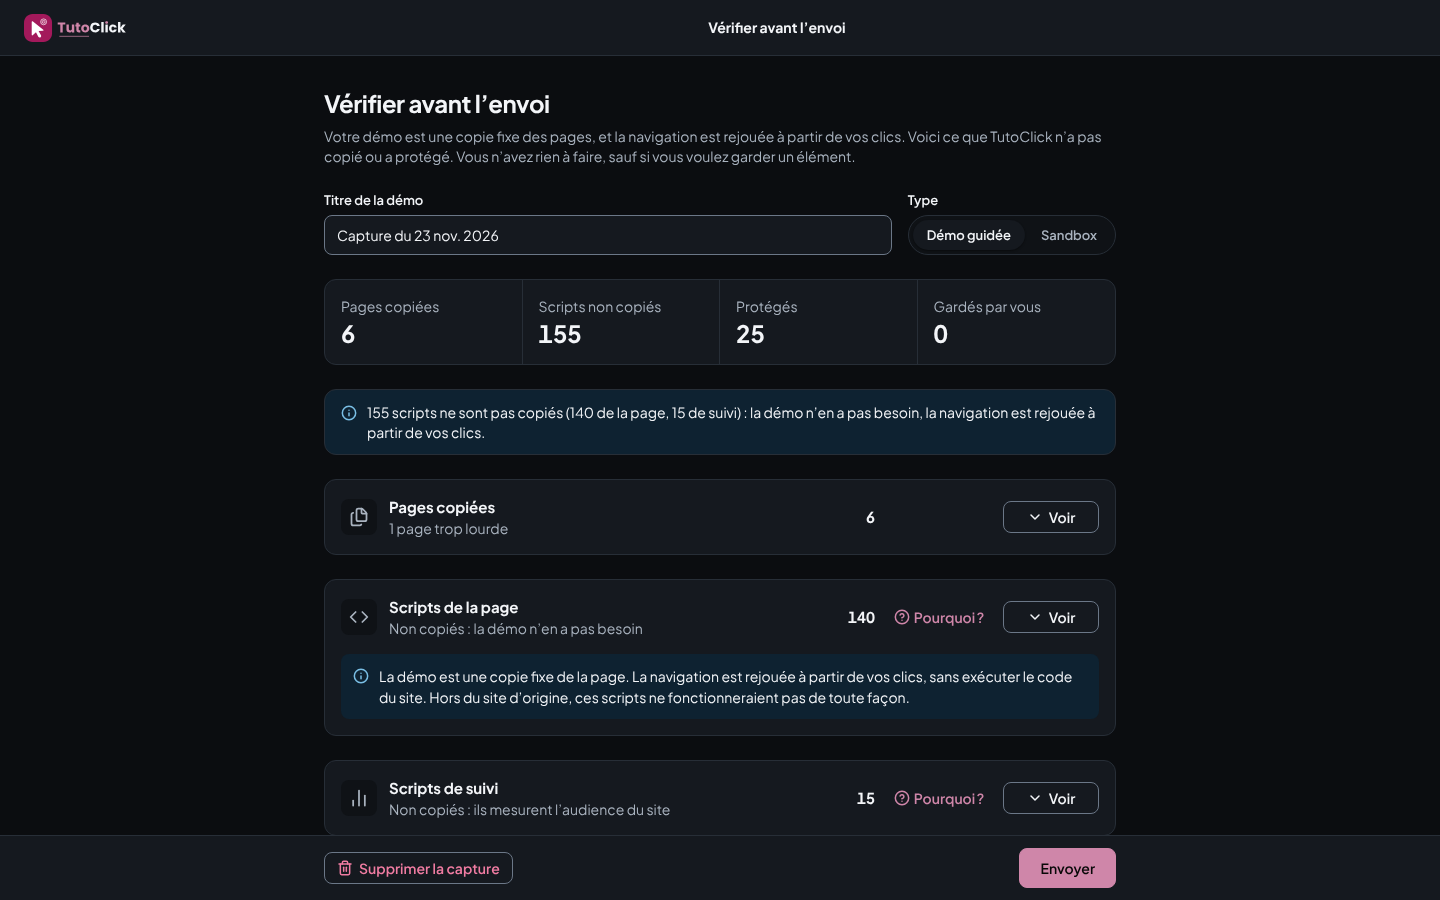 TutoClick
Vérifier avant l’envoi
Vérifier avant l’envoi
Votre démo est une copie fixe des pages, et la navigation est rejouée à partir de vos clics. Voici ce que TutoClick n’a pas
copié ou a protégé. Vous n’avez rien à faire, sauf si vous voulez garder un élément.
Titre de la démo
Type
Capture du 23 nov. 2026
Démo guidée
Sandbox
Pages copiées
Scripts non copiés
Protégés
Gardés par vous
6
155
25
0
155 scripts ne sont pas copiés (140 de la page, 15 de suivi) : la démo n’en a pas besoin, la navigation est rejouée à
partir de vos clics.
Pages copiées
1 page trop lourde
6
Voir
Scripts de la page
Non copiés : la démo n’en a pas besoin
140
Pourquoi ?
Voir
La démo est une copie fixe de la page. La navigation est rejouée à partir de vos clics, sans exécuter le code
du site. Hors du site d’origine, ces scripts ne fonctionneraient pas de toute façon.
Scripts de suivi
Non copiés : ils mesurent l’audience du site
15
Pourquoi ?
Voir
Supprimer la capture
Envoyer